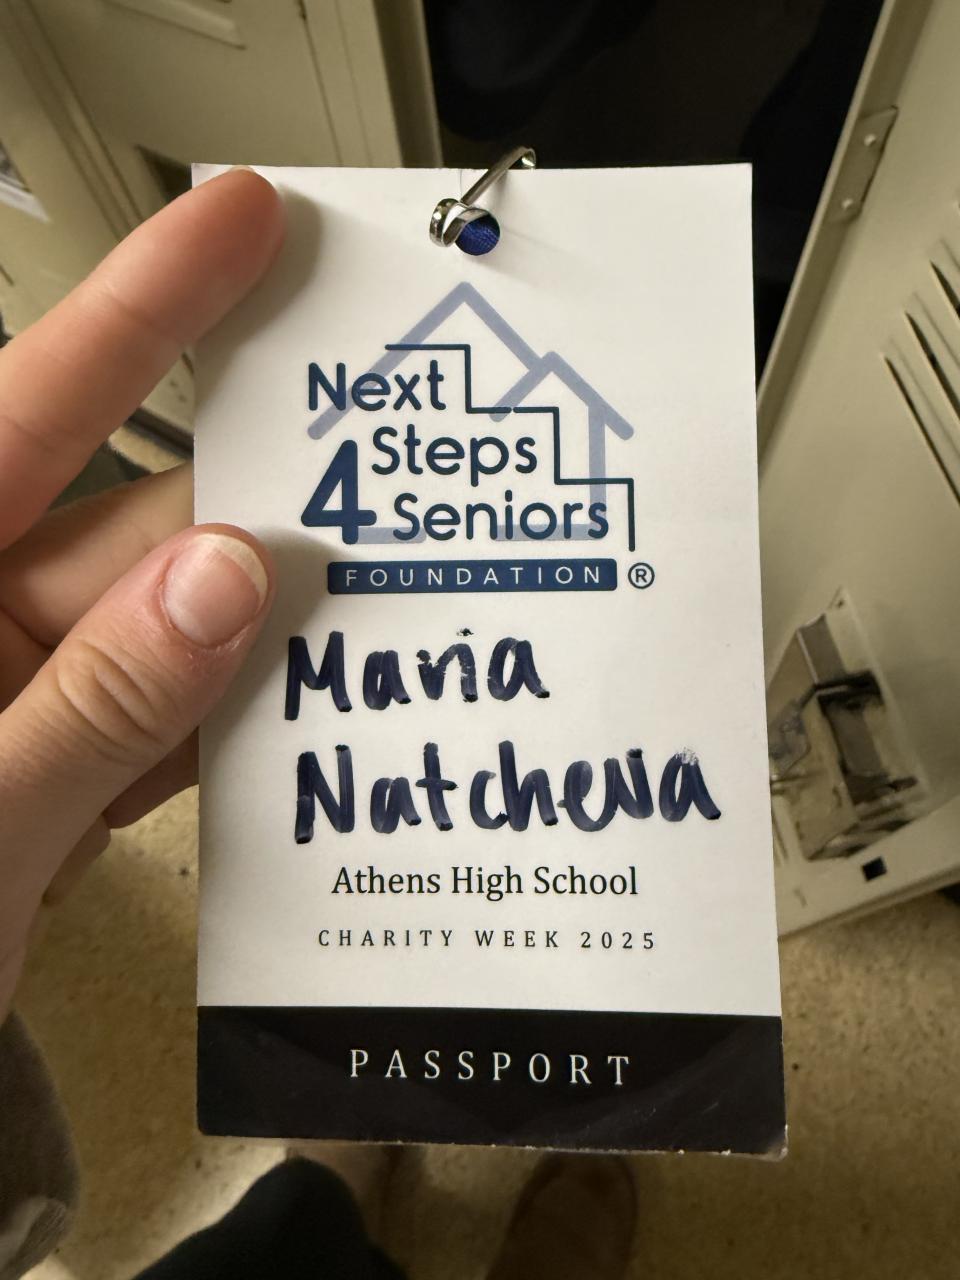 Next
Steps
4 Seniors
FOUNDATION ®
Maria
Natcheva
Athens High School
CHARITY WEEK 2025
PASSPORT